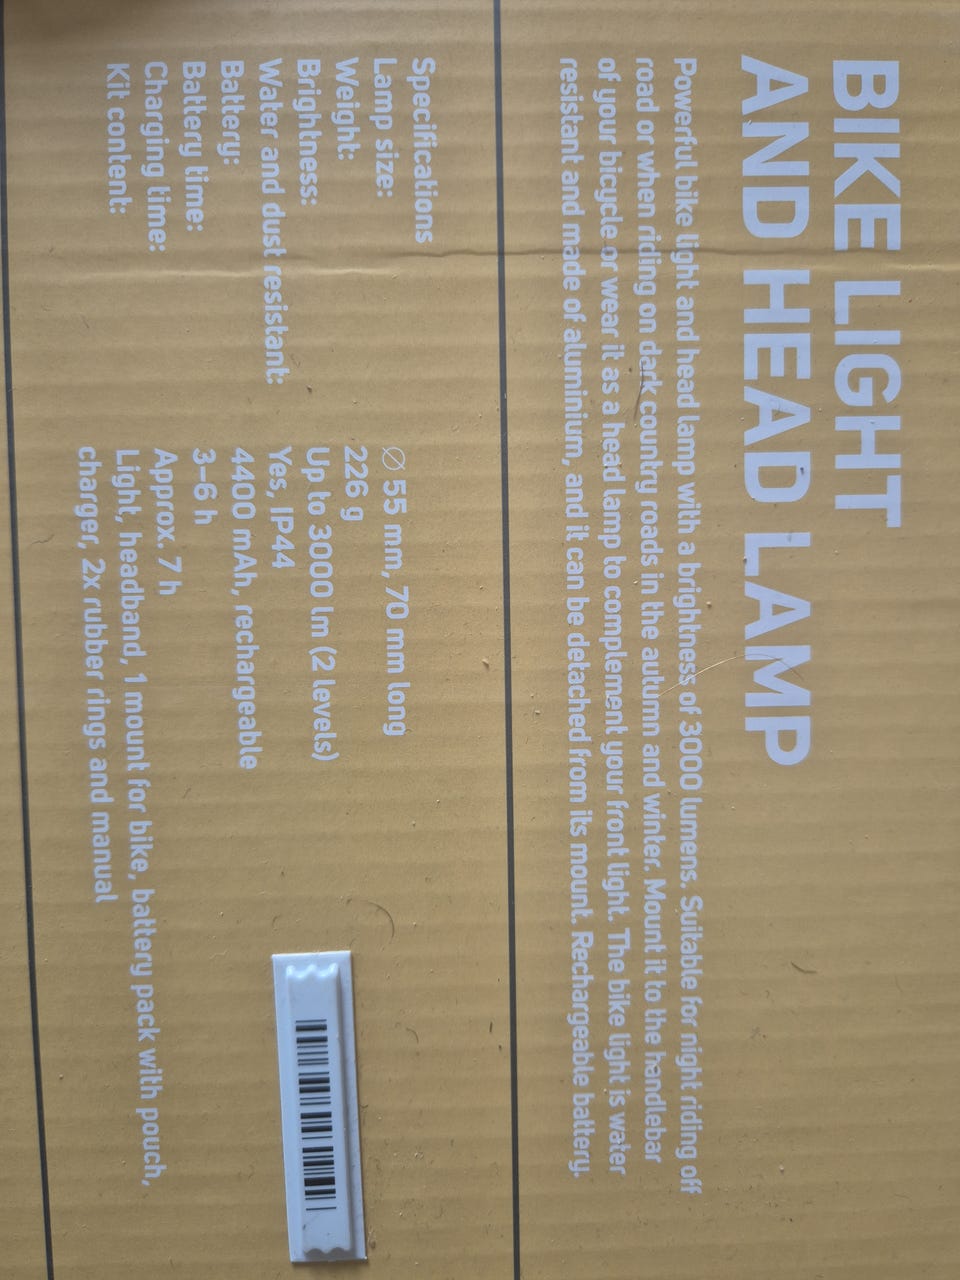 BIKE LIGHT
AND HEAD LAMP
Powerful bike light and head lamp with a brightness of 3000 lumens. Suitable for night riding off
road or when riding on dark country roads in the autumn and winter. Mount it to the handlebar
of your bicycle or wear it as a head lamp to complement your front light. The bike light is water
resistant and made of aluminium, and it can be detached from its mount. Rechargeable battery.
Specifications
Lamp size: Ø 55 mm, 70 mm long
Weight: 226 g
Brightness: Up to 3000 lm (2 levels)
Water and dust resistant: Yes, IP44
Battery: 4400 mAh, rechargeable
Battery time: 3–6 h
Charging time: Approx. 7 h
Kit content: Light, headband, 1 mount for bike, battery pack with pouch,
charger, 2x rubber rings and manual